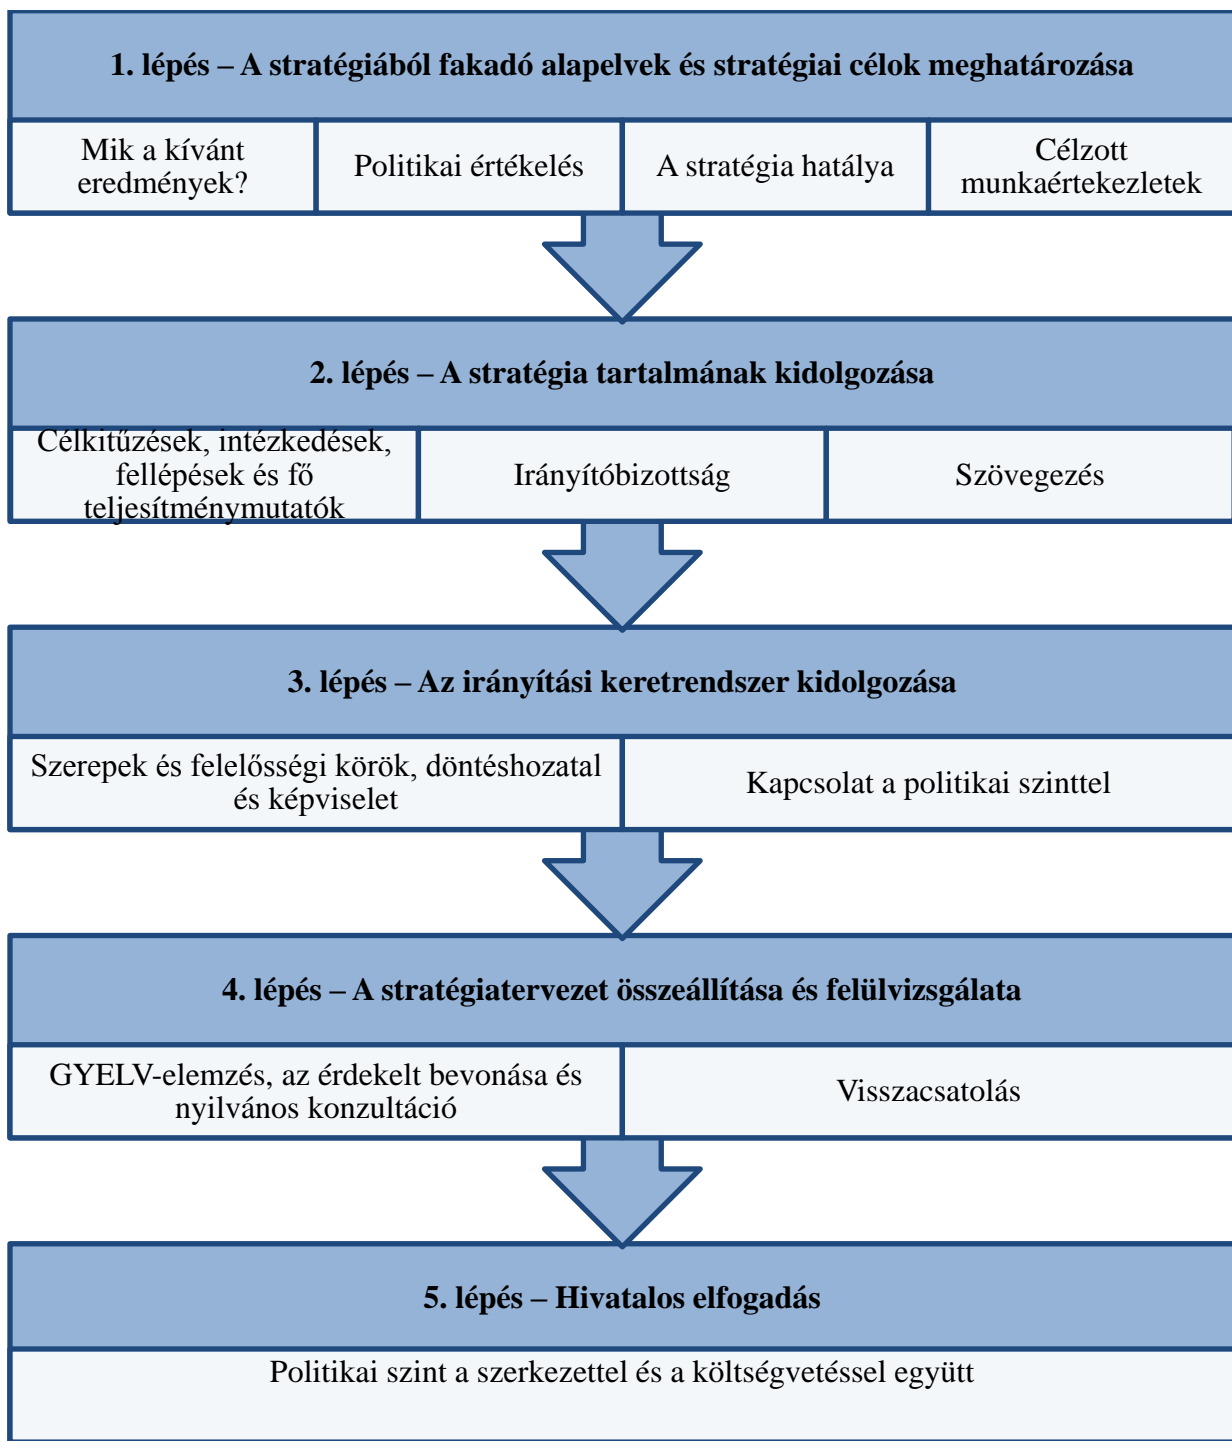 1. lépés – A stratégiából fakadó alapelvek és stratégiai célok meghatározása
Mik a kívánt
eredmények?
Politikai értékelés
A stratégia hatálya
Célzott
munkaértekezletek
2. lépés – A stratégia tartalmának kidolgozása
Célkitűzések, intézkedések,
fellépések és fő
teljesítménymutatók
Irányítóbizottság
Szövegezés
3. lépés – Az irányítási keretrendszer kidolgozása
Szerepek és felelősségi körök, döntéshozatal
és képviselet
Kapcsolat a politikai szinttel
4. lépés – A stratégiatervezet összeállítása és felülvizsgálata
GYELV-elemzés, az érdekelt bevonása és
nyilvános konzultáció
Visszacsatolás
5. lépés – Hivatalos elfogadás
Politikai szint a szerkezettel és a költségvetéssel együtt